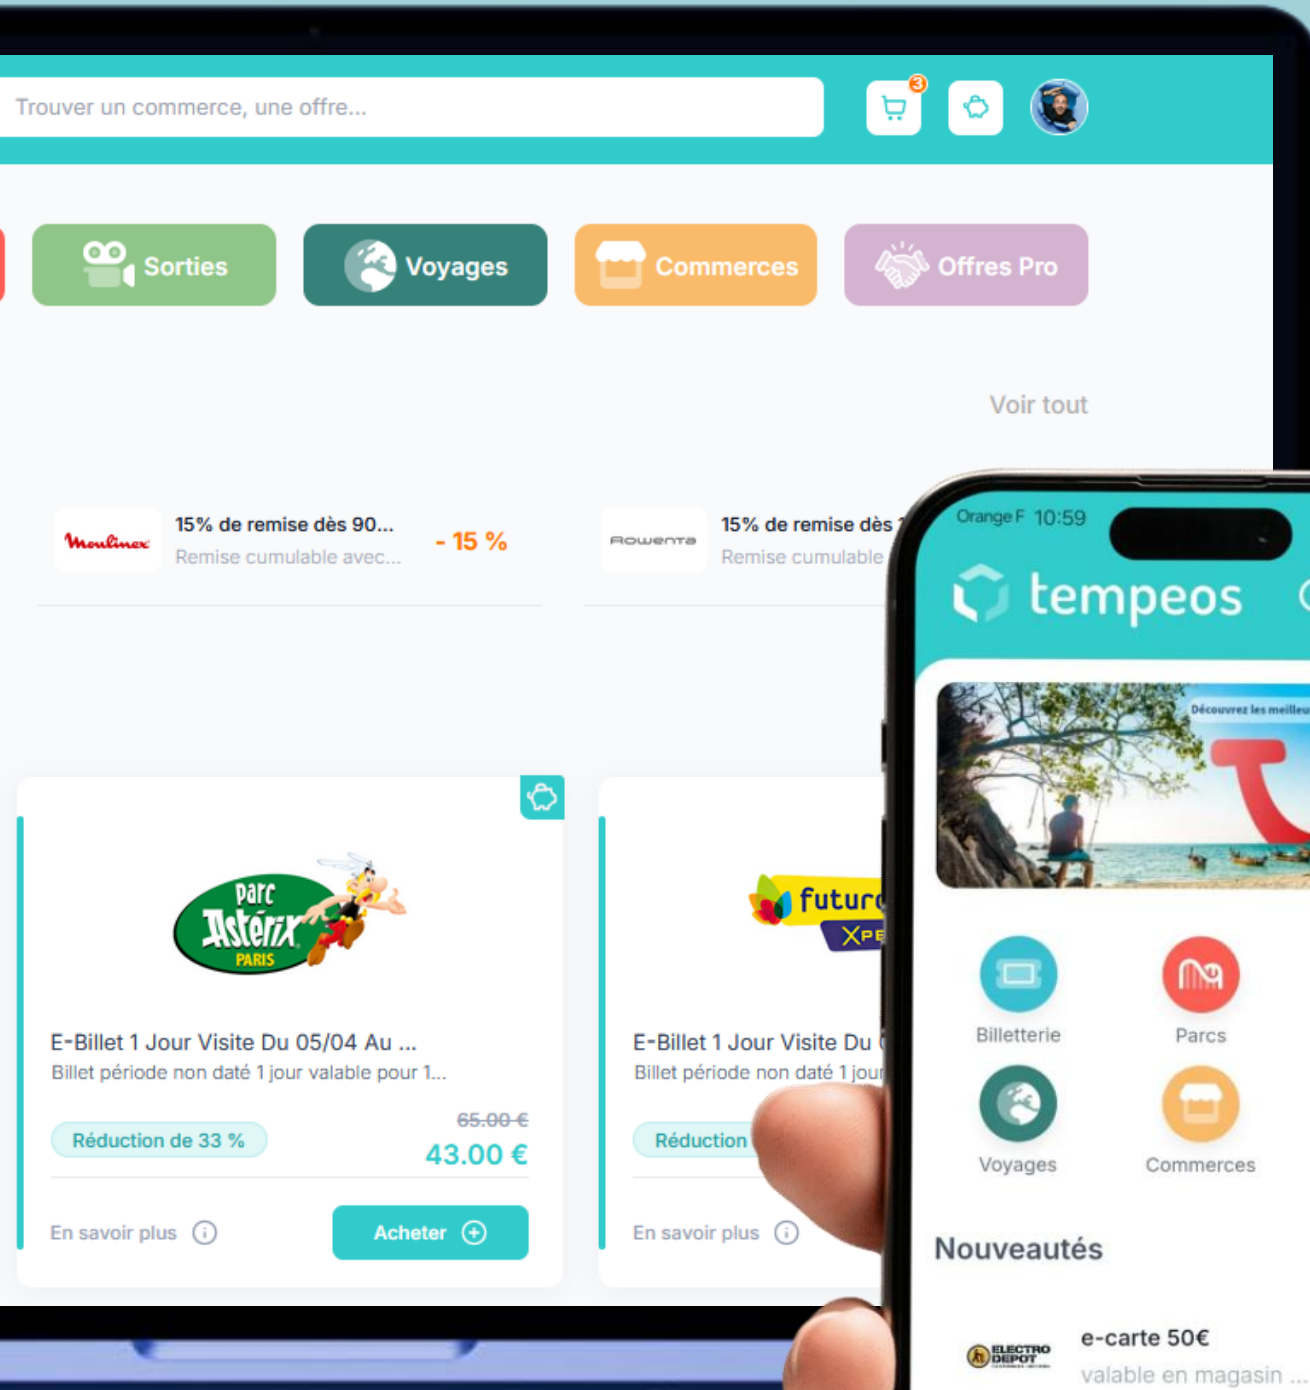 Trouver un commerce, une offre...
3
Sorties
Voyages
Commerces
Offres Pro
Voir tout
Moulinex
15% de remise dès 90...
Remise cumulable avec...
- 15 %
Rowenta
15% de remise dès
Remise cumulable
Parc
Astérix
PARIS
E-Billet 1 Jour Visite Du 05/04 Au ...
Billet période non daté 1 jour valable pour 1...
Réduction de 33 %
65.00 €
43.00 €
En savoir plus
Acheter
futuro
XPE
E-Billet 1 Jour Visite Du
Billet période non daté 1 jour
Réduction
En savoir plus
Orange F 10:59
tempeos
Découvrez les meilleu
Billetterie
Parcs
Voyages
Commerces
Nouveautés
ELECTRO
DEPOT
e-carte 50€
valable en magasin ...